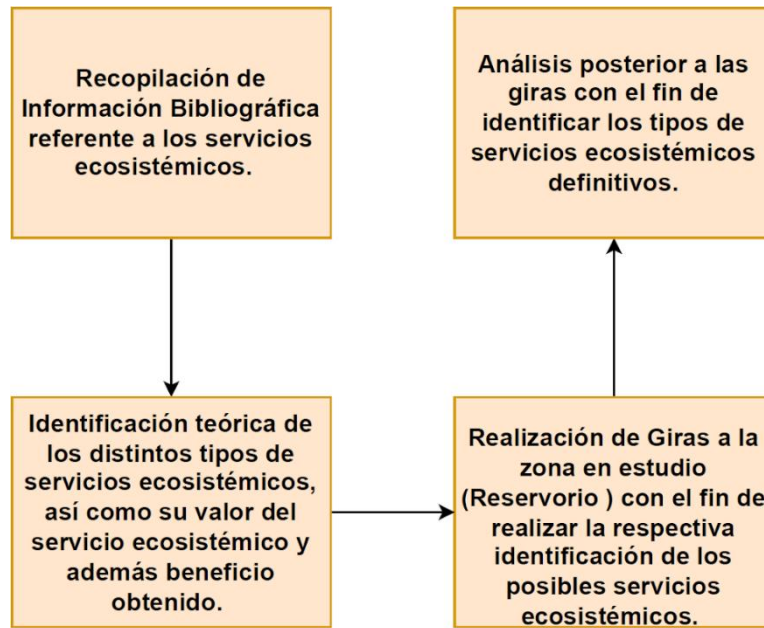 Recopilación de
Información Bibliográfica
referente a los servicios
ecosistémicos.
Identificación teórica de
los distintos tipos de
servicios ecosistémicos,
así como su valor del
servicio ecosistémico y
además beneficio
obtenido.
Realización de Giras a la
zona en estudio
(Reservorio ) con el fin de
realizar la respectiva
identificación de los
posibles servicios
ecosistémicos.
Análisis posterior a las
giras con el fin de
identificar los tipos de
servicios ecosistémicos
definitivos.